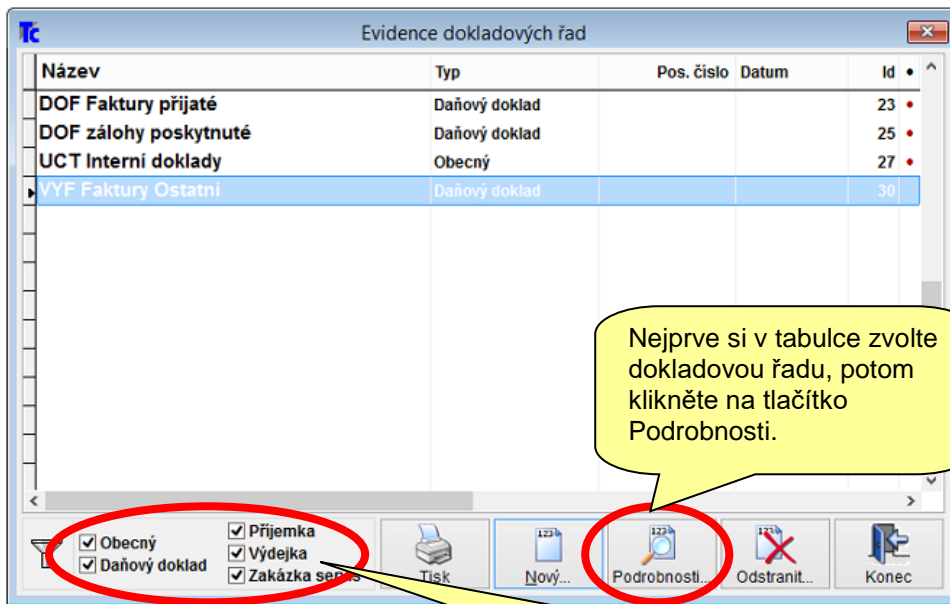 Tc Evidence dokladových řad
Název Typ Pos. číslo Datum Id •
DOF Faktury přijaté Daňový doklad 23 •
DOF zálohy poskytnuté Daňový doklad 25 •
UCT Interní doklady Obecný 27 •
VYF Faktury Ostatní Daňový doklad 30
Nejprve si v tabulce zvolte
dokladovou řadu, potom
klikněte na tlačítko
Podrobnosti.
Obecný
Daňový doklad
Příjemka
Výdejka
Zakázka servis
Tisk
Nový...
Podrobnosti...
Odstranit...
Konec